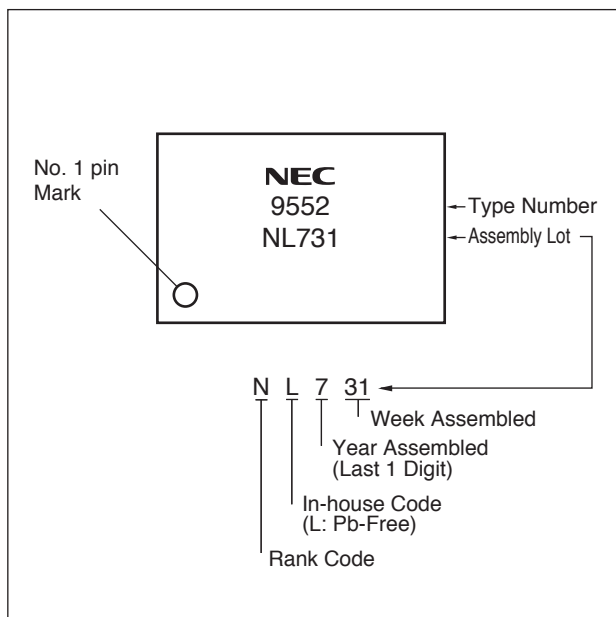 No. 1 pin
Mark
NEC
9552
NL731
Type Number
Assembly Lot
N L 7 31
Week Assembled
Year Assembled
(Last 1 Digit)
In-house Code
(L: Pb-Free)
Rank Code